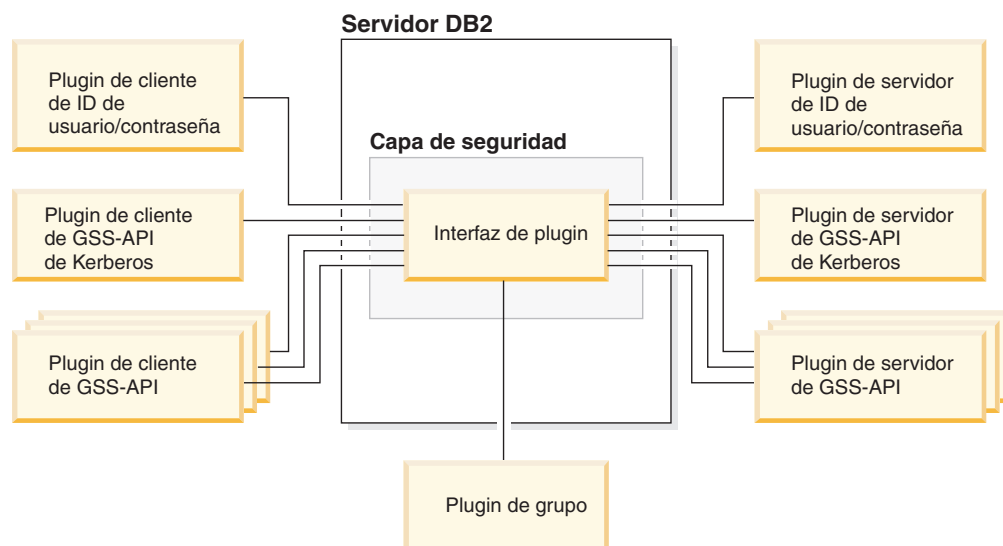 Servidor DB2
Plugin de cliente
de ID de
usuario/contraseña
Plugin de servidor
de ID de
usuario/contraseña
Capa de seguridad
Plugin de cliente
de GSS-API
de Kerberos
Interfaz de plugin
Plugin de servidor
de GSS-API
de Kerberos
Plugin de cliente
de GSS-API
Plugin de servidor
de GSS-API
Plugin de grupo